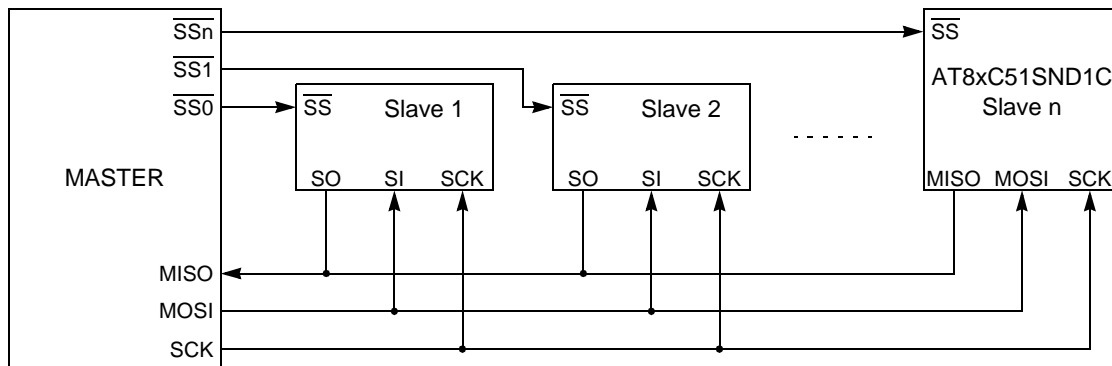 SSn
SS
SS1
AT8xC51SND1C
SS0
SS
Slave 1
SS
Slave 2
Slave n
MASTER
SO SI SCK
SO SI SCK
MISO MOSI SCK
MISO
MOSI
SCK